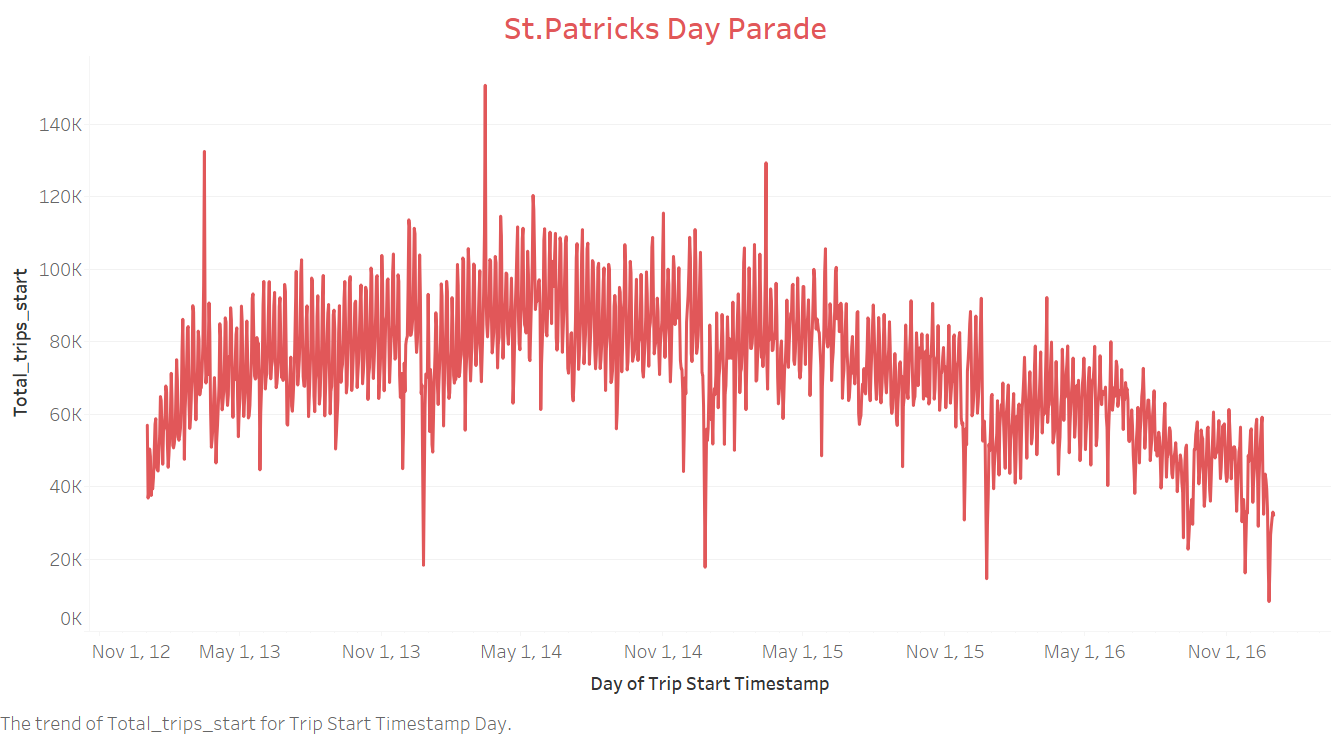 St.Patricks Day Parade
Total_trips_start
140K
120K
100K
80K
60K
40K
20K
0K
Nov 1, 12 May 1, 13 Nov 1, 13 May 1, 14 Nov 1, 14 May 1, 15 Nov 1, 15 May 1, 16 Nov 1, 16
Day of Trip Start Timestamp
The trend of Total_trips_start for Trip Start Timestamp Day.